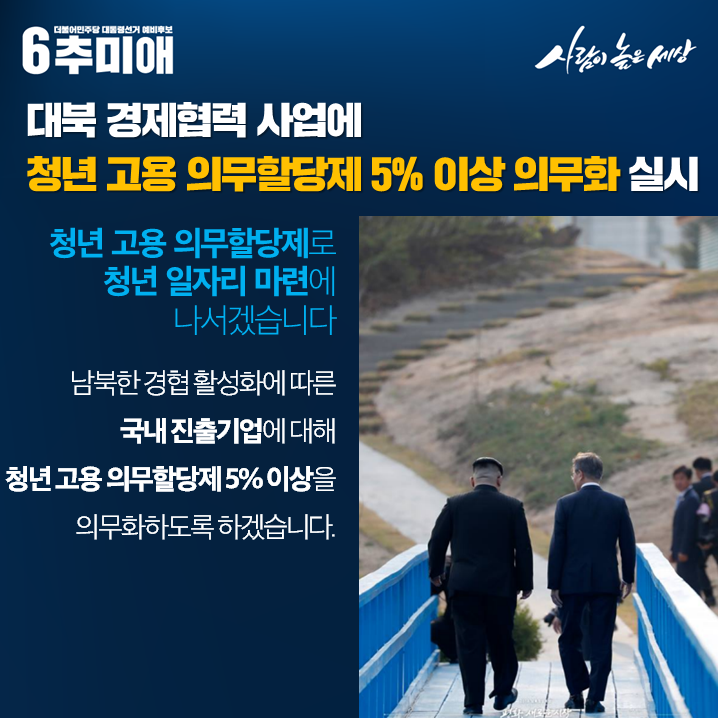 더불어민주당 대통령선거 예비후보
6 추미애
사람이 높은 세상
대북 경제협력 사업에
청년 고용 의무할당제 5% 이상 의무화 실시
청년 고용 의무할당제로
청년 일자리 마련에
나서겠습니다
남북한 경협 활성화에 따른
국내 진출기업에 대해
청년 고용 의무할당제 5% 이상을
의무화하도록 하겠습니다.